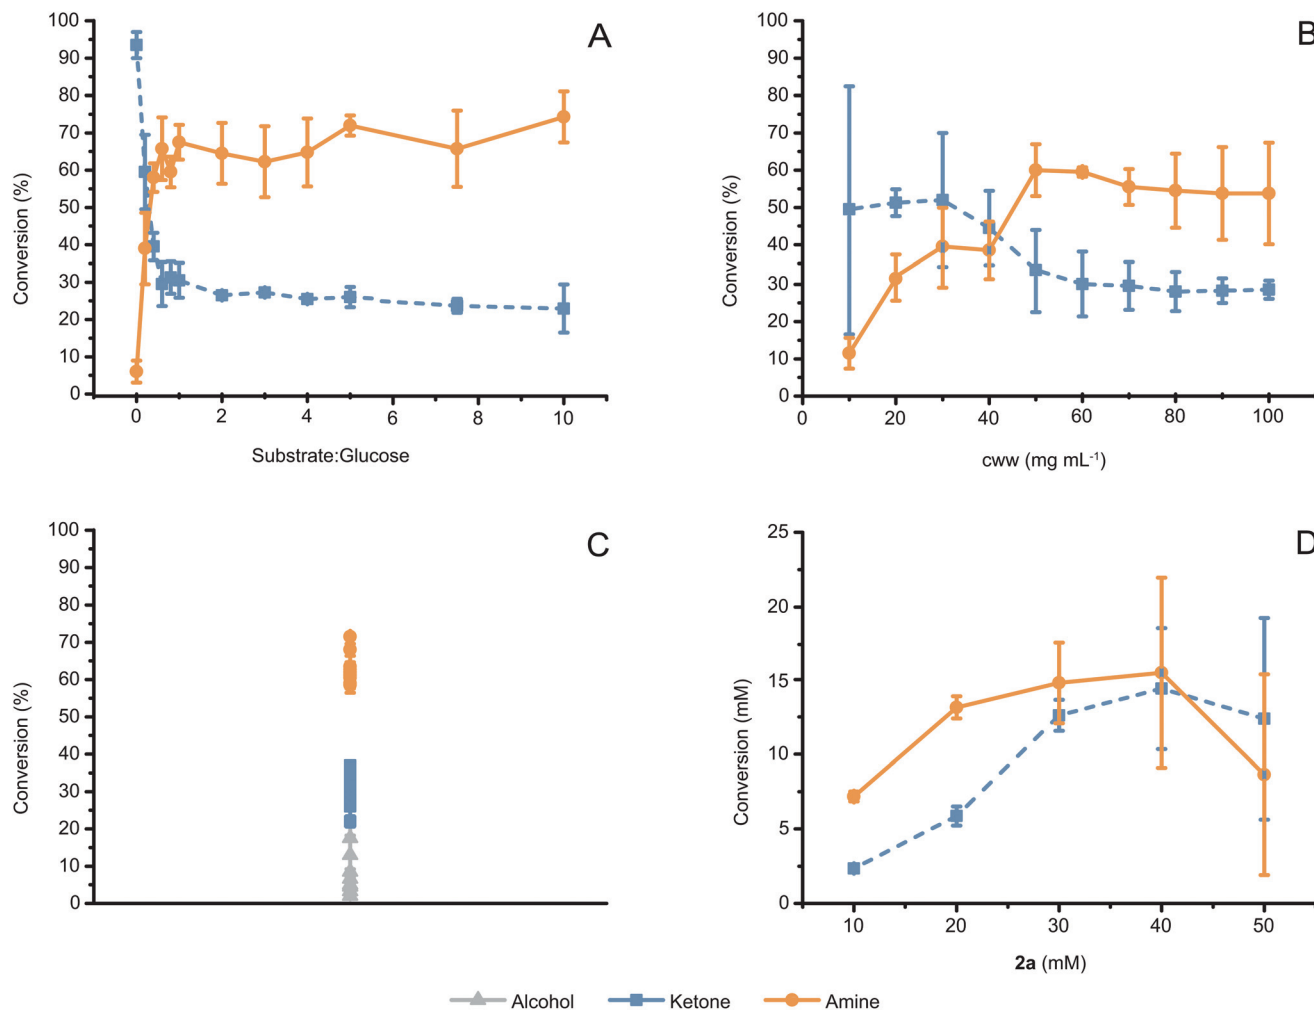 A
100
90
80
70
60
50
40
30
20
10
0
Conversion (%)
0 2 4 6 8 10
Substrate:Glucose
B
100
90
80
70
60
50
40
30
20
10
0
Conversion (%)
0 20 40 60 80 100
cww (mg mL⁻¹)
C
100
90
80
70
60
50
40
30
20
10
0
Conversion (%)
D
25
20
15
10
5
0
Conversion (mM)
10 20 30 40 50
2a (mM)
Alcohol Ketone Amine